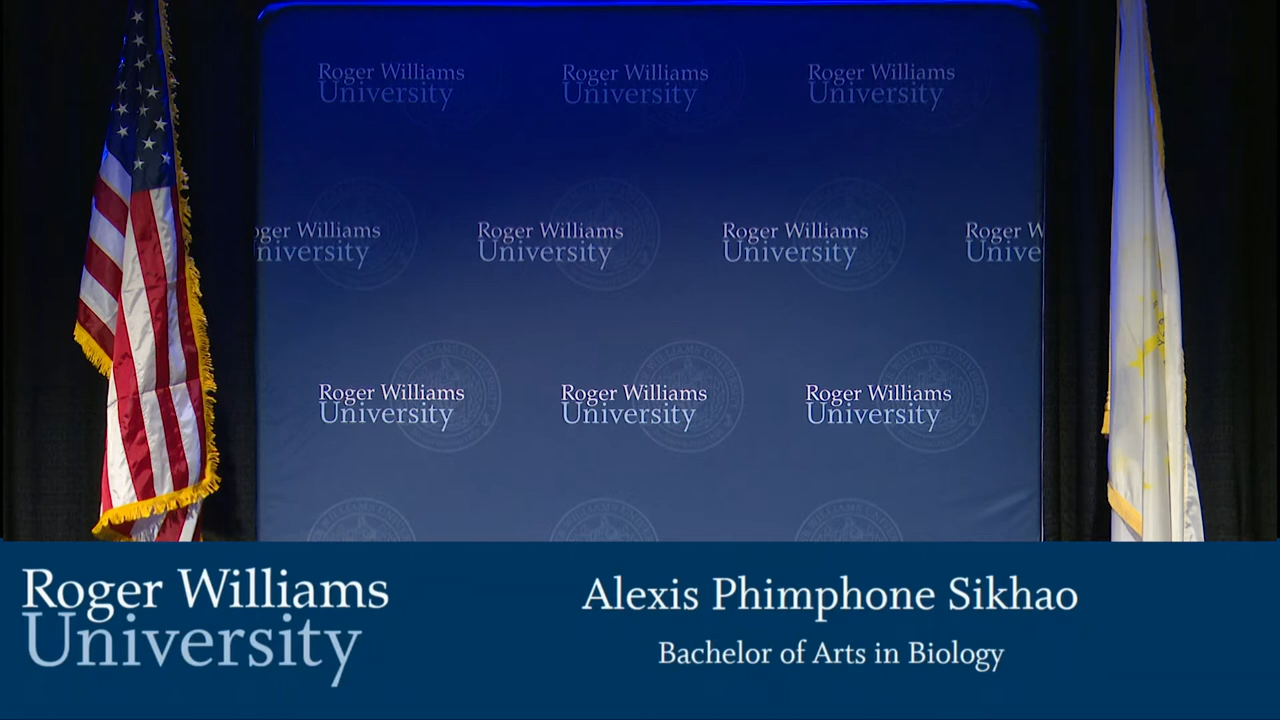 Roger Williams
University
Roger Williams
University
Roger Williams
University
oger Williams
niversity
Roger Williams
University
Roger Williams
University
Roger W
Unive
Roger Williams
University
Roger Williams
University
Roger Williams
University
Roger Williams
University
Alexis Phimphone Sikhao
Bachelor of Arts in Biology